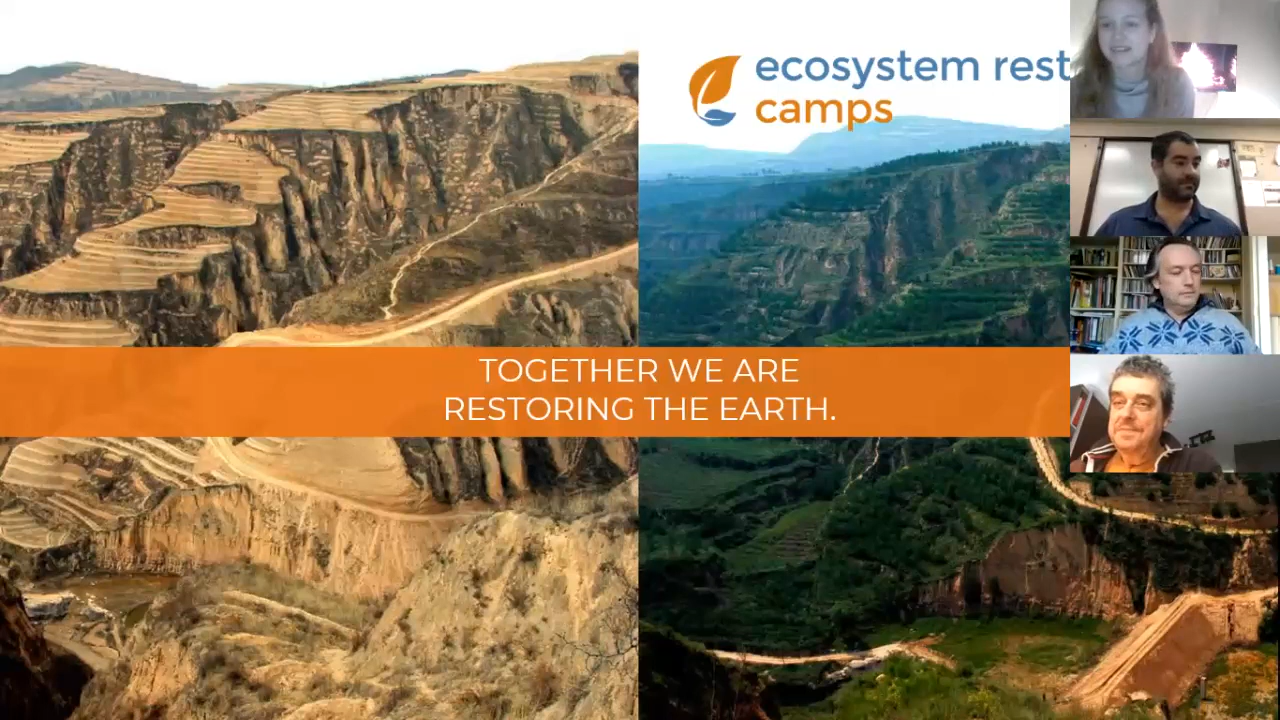 ecosystem rest
camps
TOGETHER WE ARE
RESTORING THE EARTH.